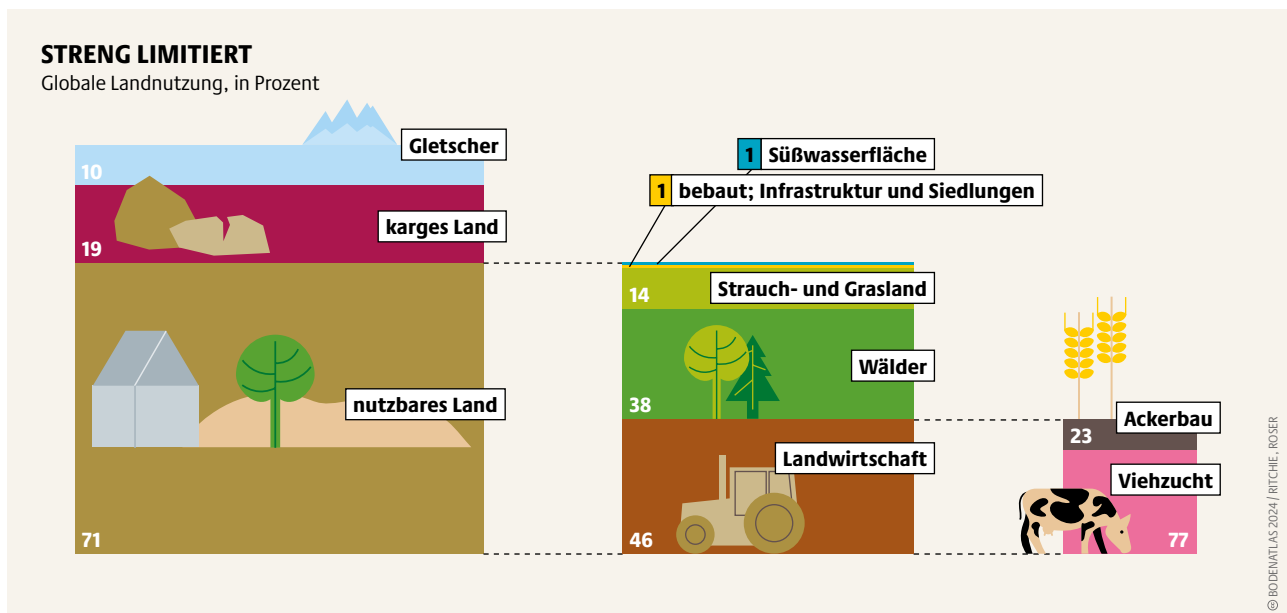 STRENG LIMITIERT
Globale Landnutzung, in Prozent
Gletscher
10
karges Land
19
nutzbares Land
71
1 Süßwasserfläche
1 bebaut; Infrastruktur und Siedlungen
Strauch- und Grasland
14
Wälder
38
Landwirtschaft
46
Ackerbau
23
Viehzucht
77
© BODENATLAS 2024 / RITCHIE, ROSER